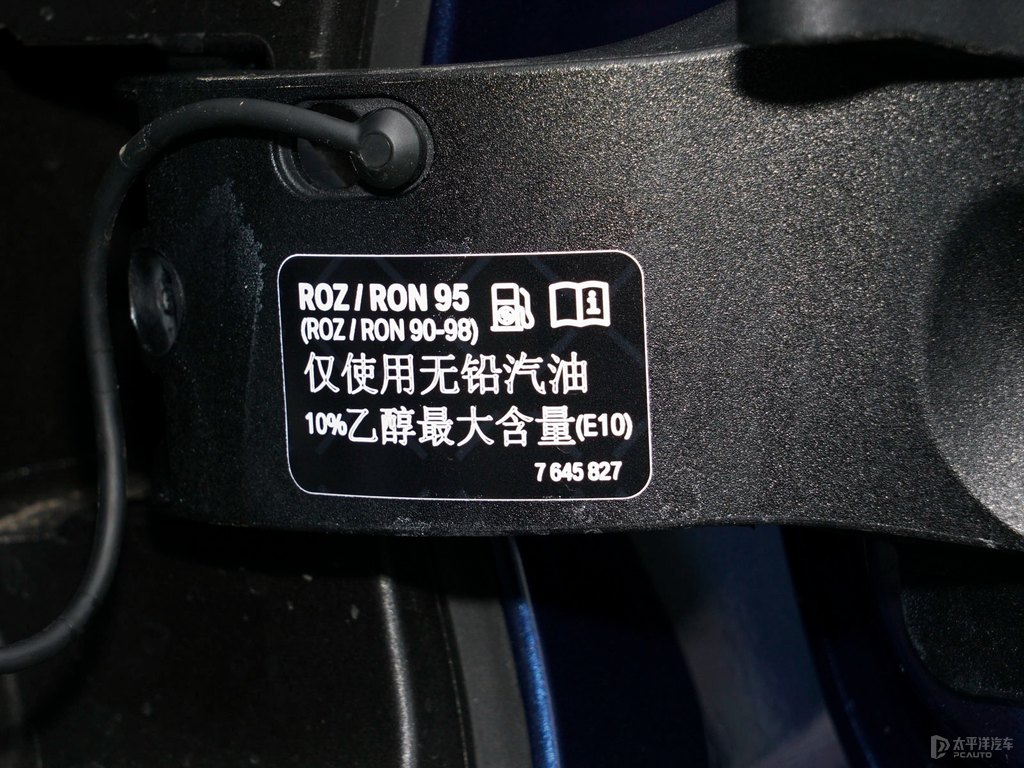 ROZ / RON 95
(ROZ / RON 90-98)
仅使用无铅汽油
10%乙醇最大含量(E10)
7 645 827
太平洋汽车
PCAUTO